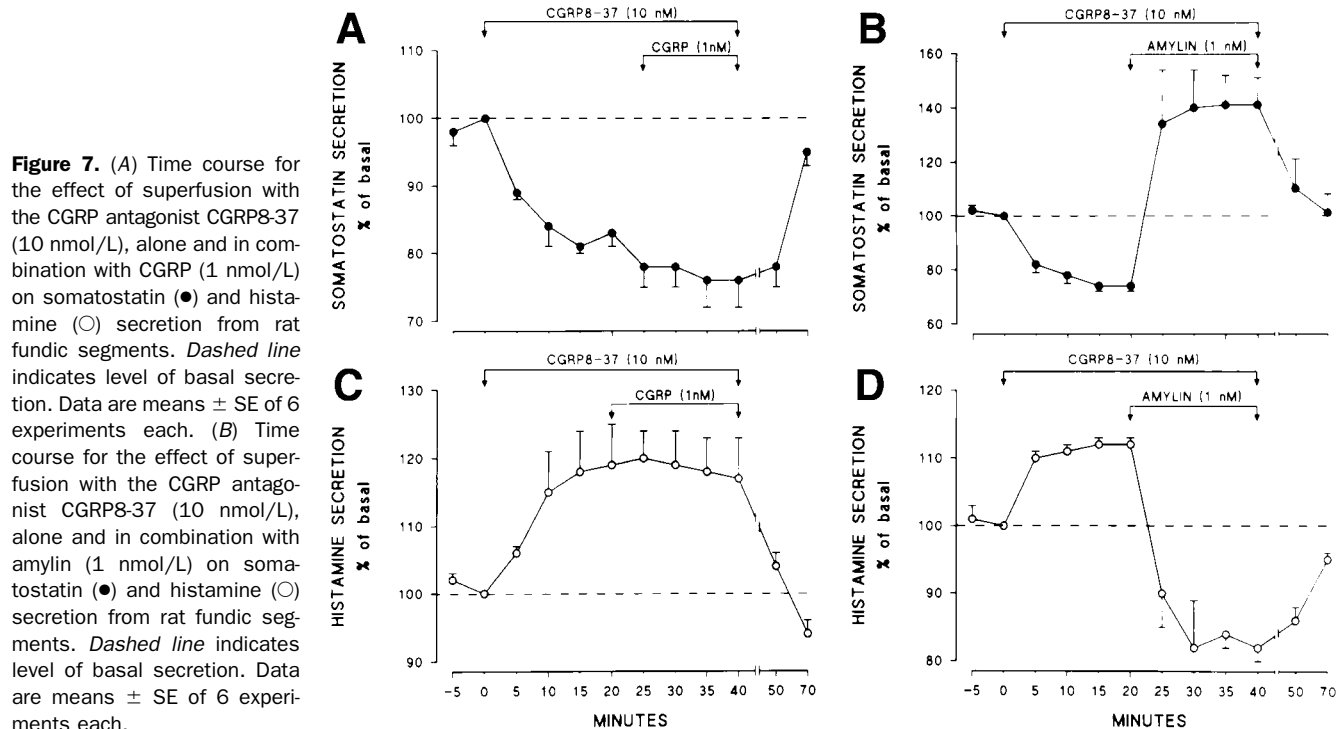 Figure 7. (A) Time course for
the effect of superfusion with
the CGRP antagonist CGRP8-37
(10 nmol/L), alone and in com-
bination with CGRP (1 nmol/L)
on somatostatin (●) and hista-
mine (○) secretion from rat
fundic segments. Dashed line
indicates level of basal secre-
tion. Data are means ± SE of 6
experiments each. (B) Time
course for the effect of super-
fusion with the CGRP antago-
nist CGRP8-37 (10 nmol/L),
alone and in combination with
amylin (1 nmol/L) on soma-
tostatin (●) and histamine (○)
secretion from rat fundic seg-
ments. Dashed line indicates
level of basal secretion. Data
are means ± SE of 6 experi-
ments each.
A
CGRP8-37 (10 nM)
CGRP (1nM)
SOMATOSTATIN SECRETION
% of basal
110
100
90
80
70
B
CGRP8-37 (10 nM)
AMYLIN (1 nM)
SOMATOSTATIN SECRETION
% of basal
160
140
120
100
80
60
C
CGRP8-37 (10 nM)
CGRP (1nM)
HISTAMINE SECRETION
% of basal
130
120
110
100
90
-5 0 5 10 15 20 25 30 35 40 50 70
MINUTES
D
CGRP8-37 (10 nM)
AMYLIN (1 nM)
HISTAMINE SECRETION
% of basal
120
110
100
90
80
-5 0 5 10 15 20 25 30 35 40 50 70
MINUTES